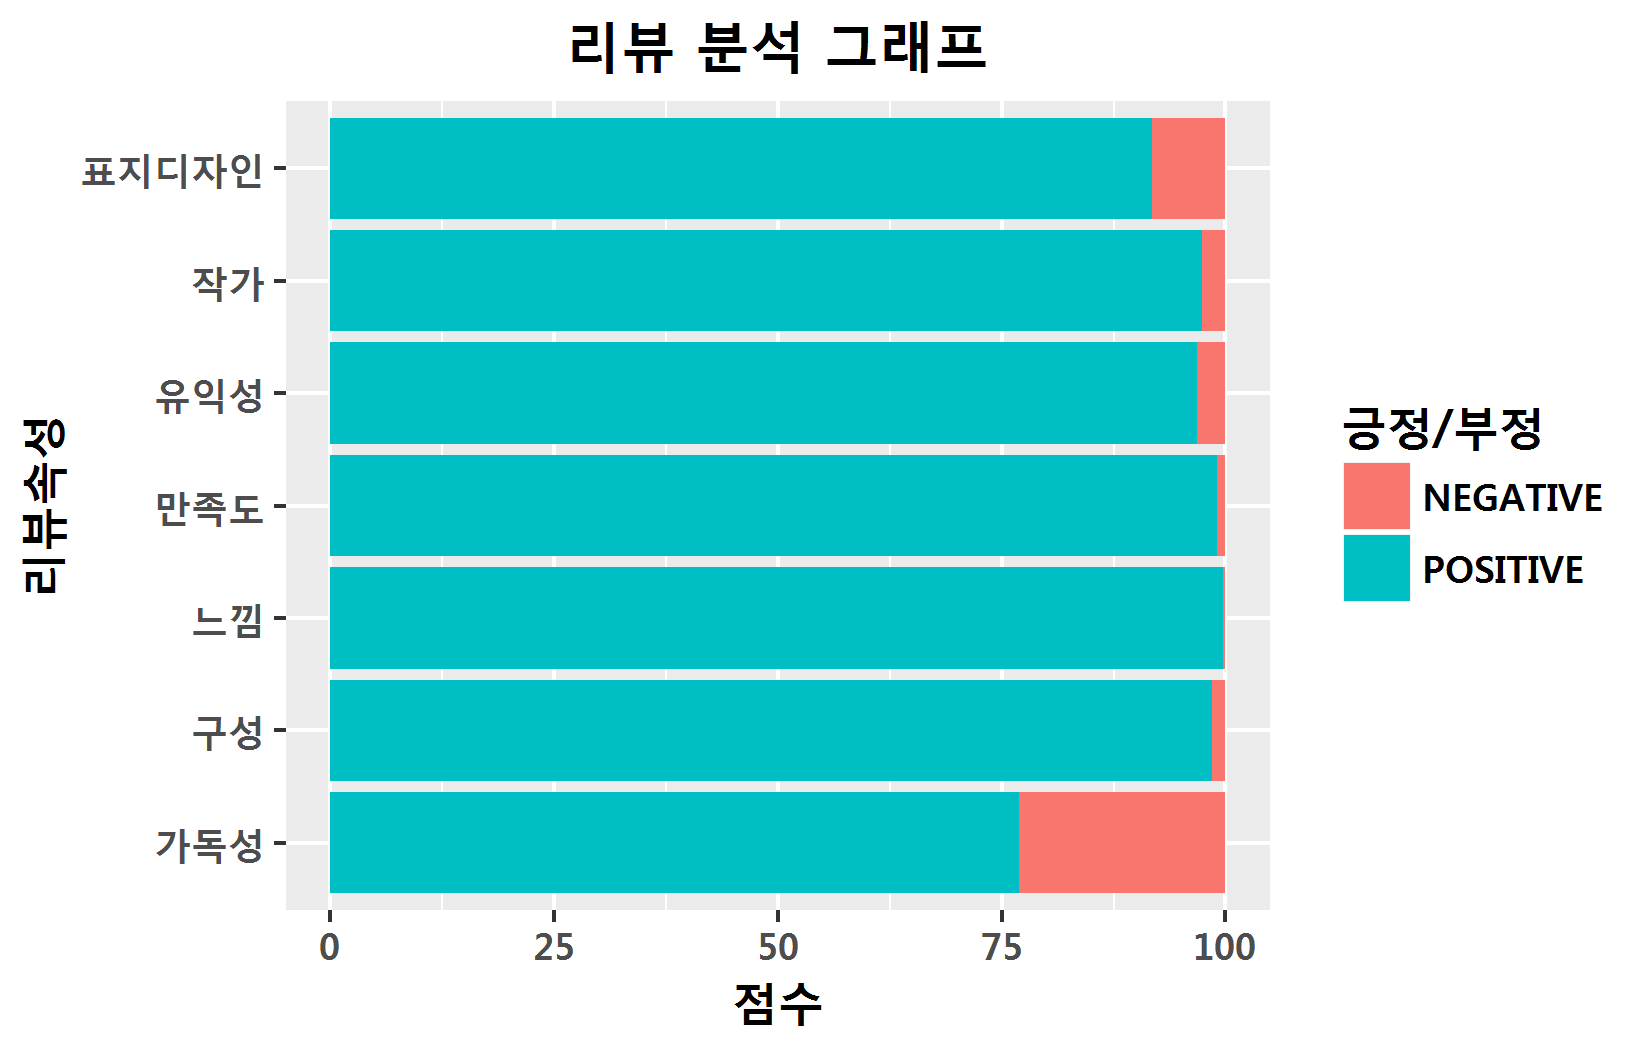 리뷰 분석 그래프
리뷰속성
표지디자인
작가
유익성
만족도
느낌
구성
가독성
0 25 50 75 100
점수
긍정/부정
NEGATIVE
POSITIVE